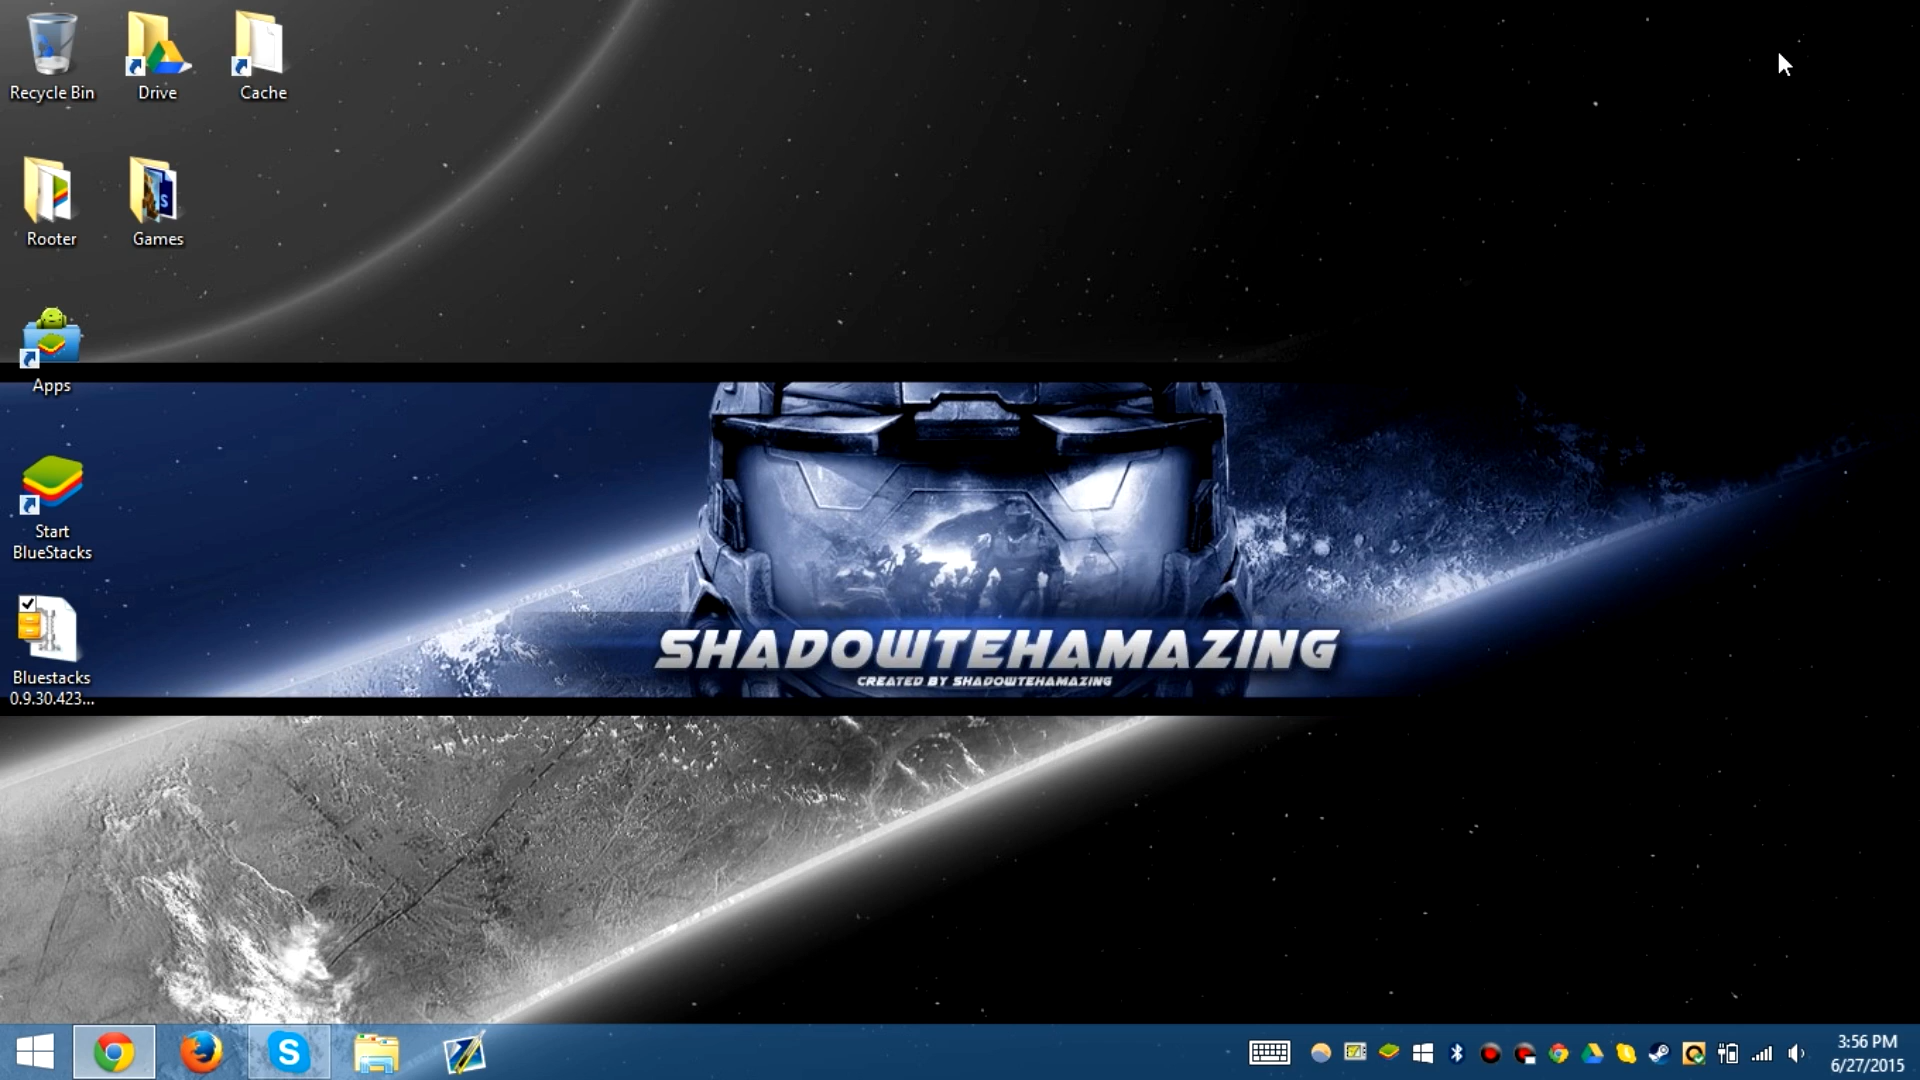 Recycle Bin
Drive
Cache
Rooter
Games
Apps
Start
BlueStacks
Bluestacks
0.9.30.423...
SHADOWTEHAMAZING
CREATED BY SHADOWTEHAMAZING
3:56 PM
6/27/2015